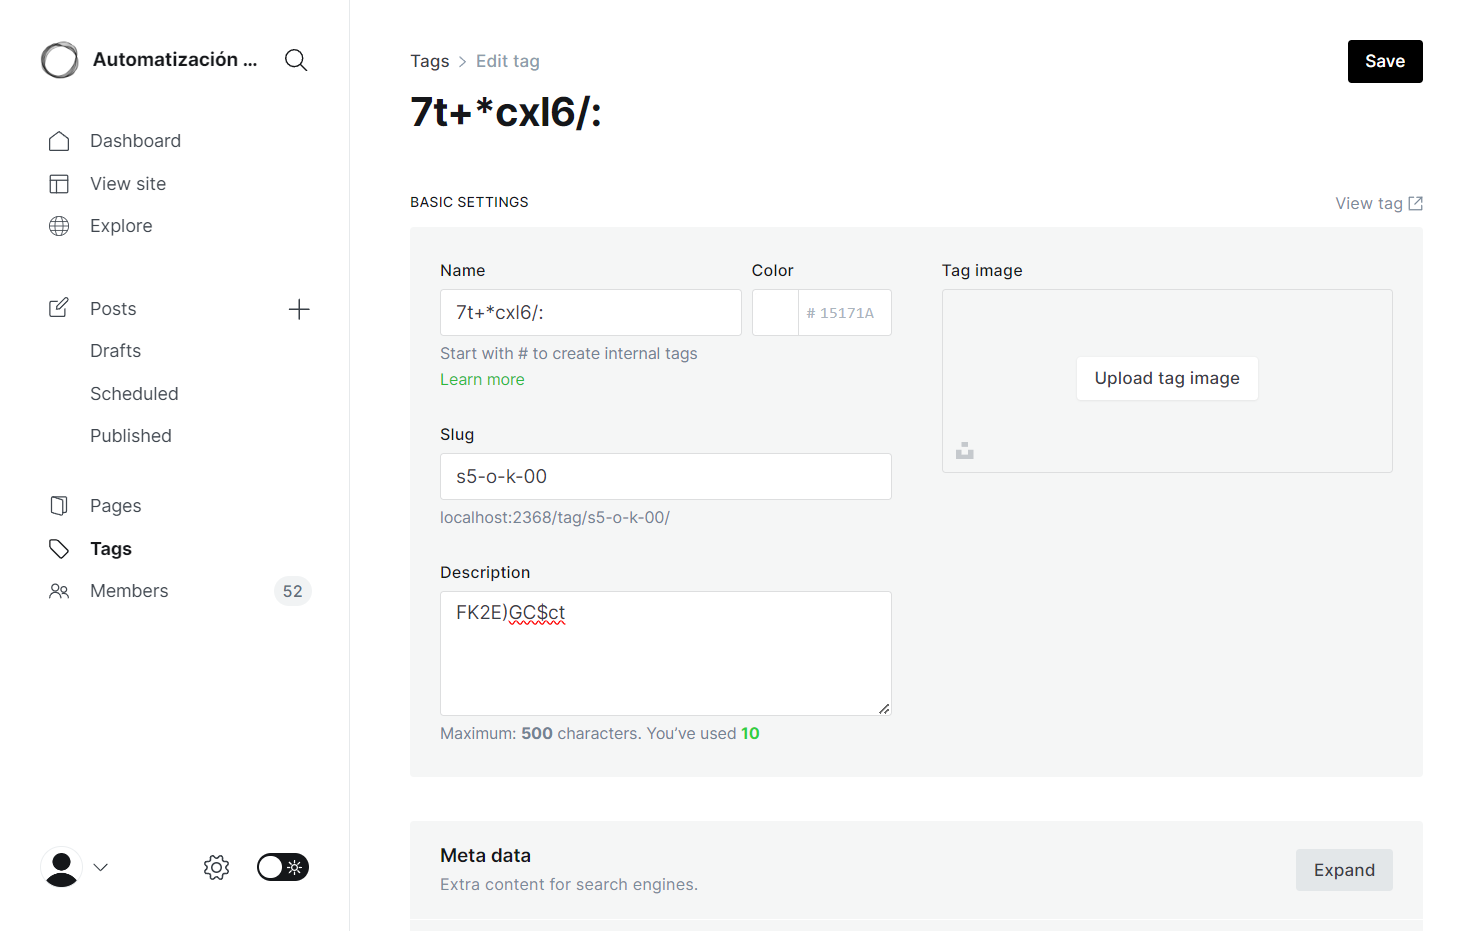 Automatización ...
Dashboard
View site
Explore
Posts
Drafts
Scheduled
Published
Pages
Tags
Members 52
Tags > Edit tag
Save
7t+*cxl6/:
BASIC SETTINGS
View tag
Name
7t+*cxl6/:
Start with # to create internal tags
Learn more
Color
# 15171A
Slug
s5-o-k-00
localhost:2368/tag/s5-o-k-00/
Description
FK2E)GC$ct
Maximum: 500 characters. You’ve used 10
Tag image
Upload tag image
Meta data
Extra content for search engines.
Expand